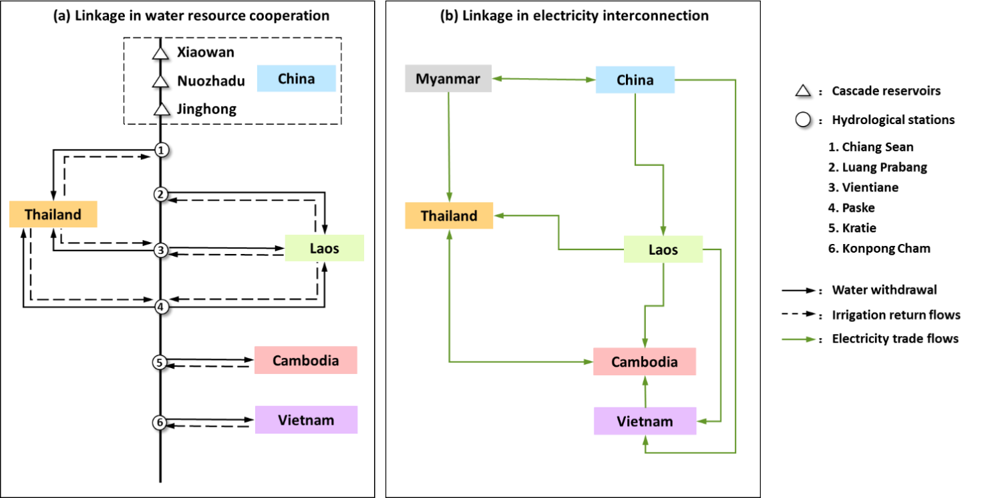 (a) Linkage in water resource cooperation
Xiaowan
Nuozhadu
China
Jinghong
1
2
Thailand
3
Laos
4
5
Cambodia
6
Vietnam
(b) Linkage in electricity interconnection
Myanmar
China
Thailand
Laos
Cambodia
Vietnam
: Cascade reservoirs
: Hydrological stations
1. Chiang Sean
2. Luang Prabang
3. Vientiane
4. Paske
5. Kratie
6. Konpong Cham
: Water withdrawal
: Irrigation return flows
: Electricity trade flows